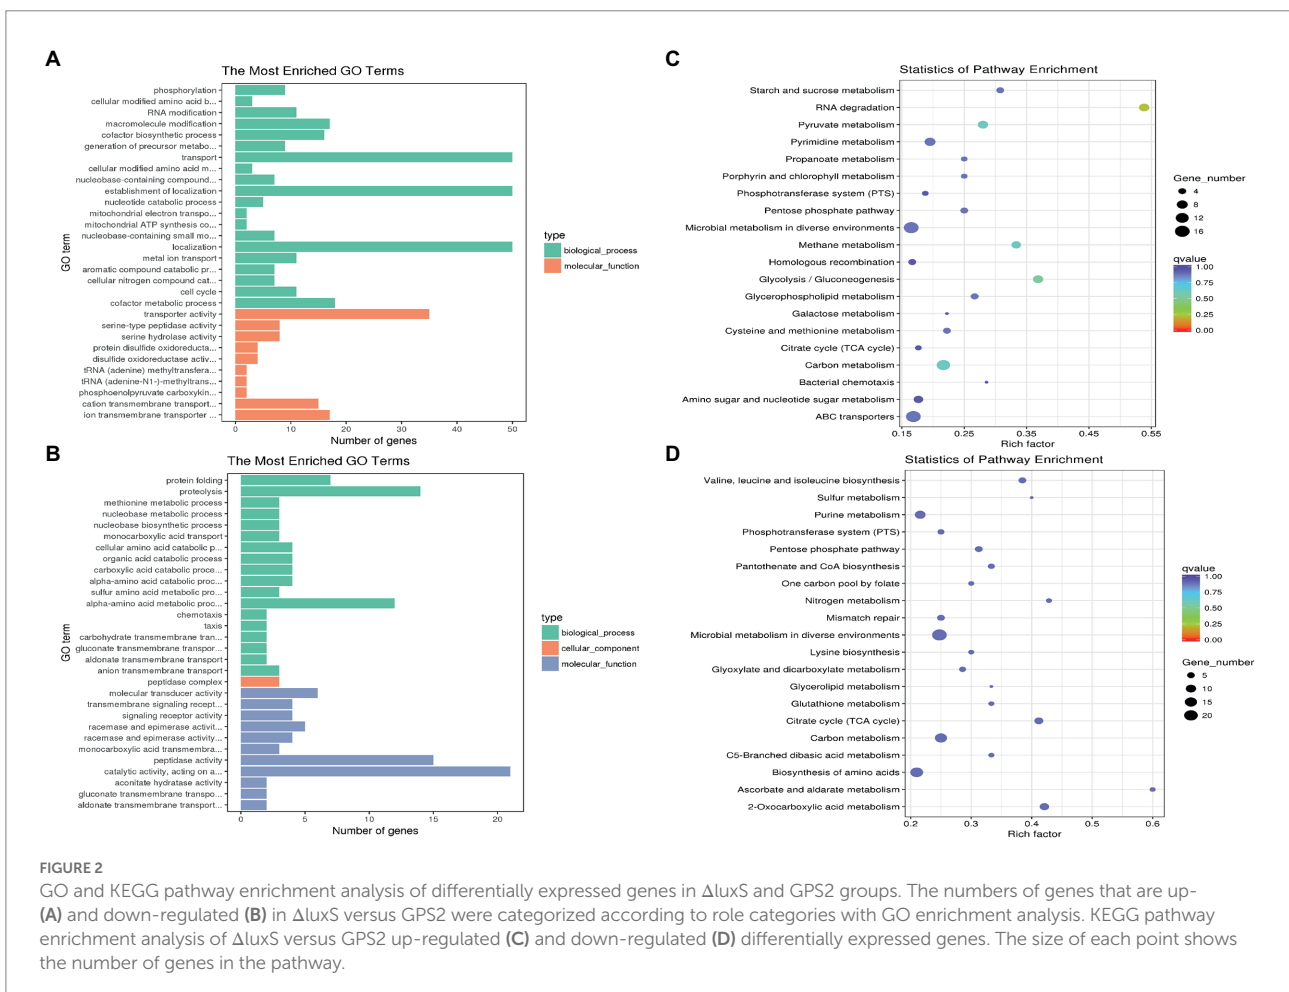 A
The Most Enriched GO Terms
phosphorylation
cellular modified amino acid b...
RNA modification
macromolecule modification
cofactor biosynthetic process
generation of precursor metabo...
transport
cellular modified amino acid m...
nucleobase-containing compound...
establishment of localization
nucleotide catabolic process
mitochondrial electron transpo...
mitochondrial ATP synthesis co...
nucleobase-containing small mo...
localization
metal ion transport
aromatic compound catabolic pr...
cellular nitrogen compound cat...
cell cycle
cofactor metabolic process
transporter activity
serine-type peptidase activity
serine hydrolase activity
protein disulfide oxidoreducta...
disulfide oxidoreductase activ...
tRNA (adenine) methyltransfera...
tRNA (adenine-N1-)-methyltrans...
phosphoenolpyruvate carboxykin...
cation transmembrane transport...
ion transmembrane transporter ...
GO term
0 10 20 30 40 50
Number of genes
type
biological_process
molecular_function
B
The Most Enriched GO Terms
protein folding
proteolysis
methionine metabolic process
nucleobase metabolic process
nucleobase biosynthetic process
monocarboxylic acid transport
cellular amino acid catabolic p...
organic acid catabolic process
carboxylic acid catabolic proce...
alpha-amino acid catabolic proc...
sulfur amino acid metabolic pro...
alpha-amino acid metabolic proc...
chemotaxis
taxis
carbohydrate transmembrane tran...
gluconate transmembrane transpor...
aldonate transmembrane transport
anion transmembrane transport
peptidase complex
molecular transducer activity
transmembrane signaling recept...
signaling receptor activity
racemase and epimerase activit...
racemase and epimerase activity...
monocarboxylic acid transmembra...
peptidase activity
catalytic activity, acting on a...
aconitate hydratase activity
gluconate transmembrane transpo...
aldonate transmembrane transport...
GO term
0 5 10 15 20
Number of genes
type
biological_process
cellular_component
molecular_function
C
Statistics of Pathway Enrichment
Starch and sucrose metabolism
RNA degradation
Pyruvate metabolism
Pyrimidine metabolism
Propanoate metabolism
Porphyrin and chlorophyll metabolism
Phosphotransferase system (PTS)
Pentose phosphate pathway
Microbial metabolism in diverse environments
Methane metabolism
Homologous recombination
Glycolysis / Gluconeogenesis
Glycerophospholipid metabolism
Galactose metabolism
Cysteine and methionine metabolism
Citrate cycle (TCA cycle)
Carbon metabolism
Bacterial chemotaxis
Amino sugar and nucleotide sugar metabolism
ABC transporters
0.15 0.25 0.35 0.45 0.55
Rich factor
Gene_number
4
8
12
16
qvalue
1.00
0.75
0.50
0.25
0.00
D
Statistics of Pathway Enrichment
Valine, leucine and isoleucine biosynthesis
Sulfur metabolism
Purine metabolism
Phosphotransferase system (PTS)
Pentose phosphate pathway
Pantothenate and CoA biosynthesis
One carbon pool by folate
Nitrogen metabolism
Mismatch repair
Microbial metabolism in diverse environments
Lysine biosynthesis
Glyoxylate and dicarboxylate metabolism
Glycerolipid metabolism
Glutathione metabolism
Citrate cycle (TCA cycle)
Carbon metabolism
C5-Branched dibasic acid metabolism
Biosynthesis of amino acids
Ascorbate and aldarate metabolism
2-Oxocarboxylic acid metabolism
0.2 0.3 0.4 0.5 0.6
Rich factor
qvalue
1.00
0.75
0.50
0.25
0.00
Gene_number
5
10
15
20
FIGURE 2
GO and KEGG pathway enrichment analysis of differentially expressed genes in ΔluxS and GPS2 groups. The numbers of genes that are up-
(A) and down-regulated (B) in ΔluxS versus GPS2 were categorized according to role categories with GO enrichment analysis. KEGG pathway
enrichment analysis of ΔluxS versus GPS2 up-regulated (C) and down-regulated (D) differentially expressed genes. The size of each point shows
the number of genes in the pathway.